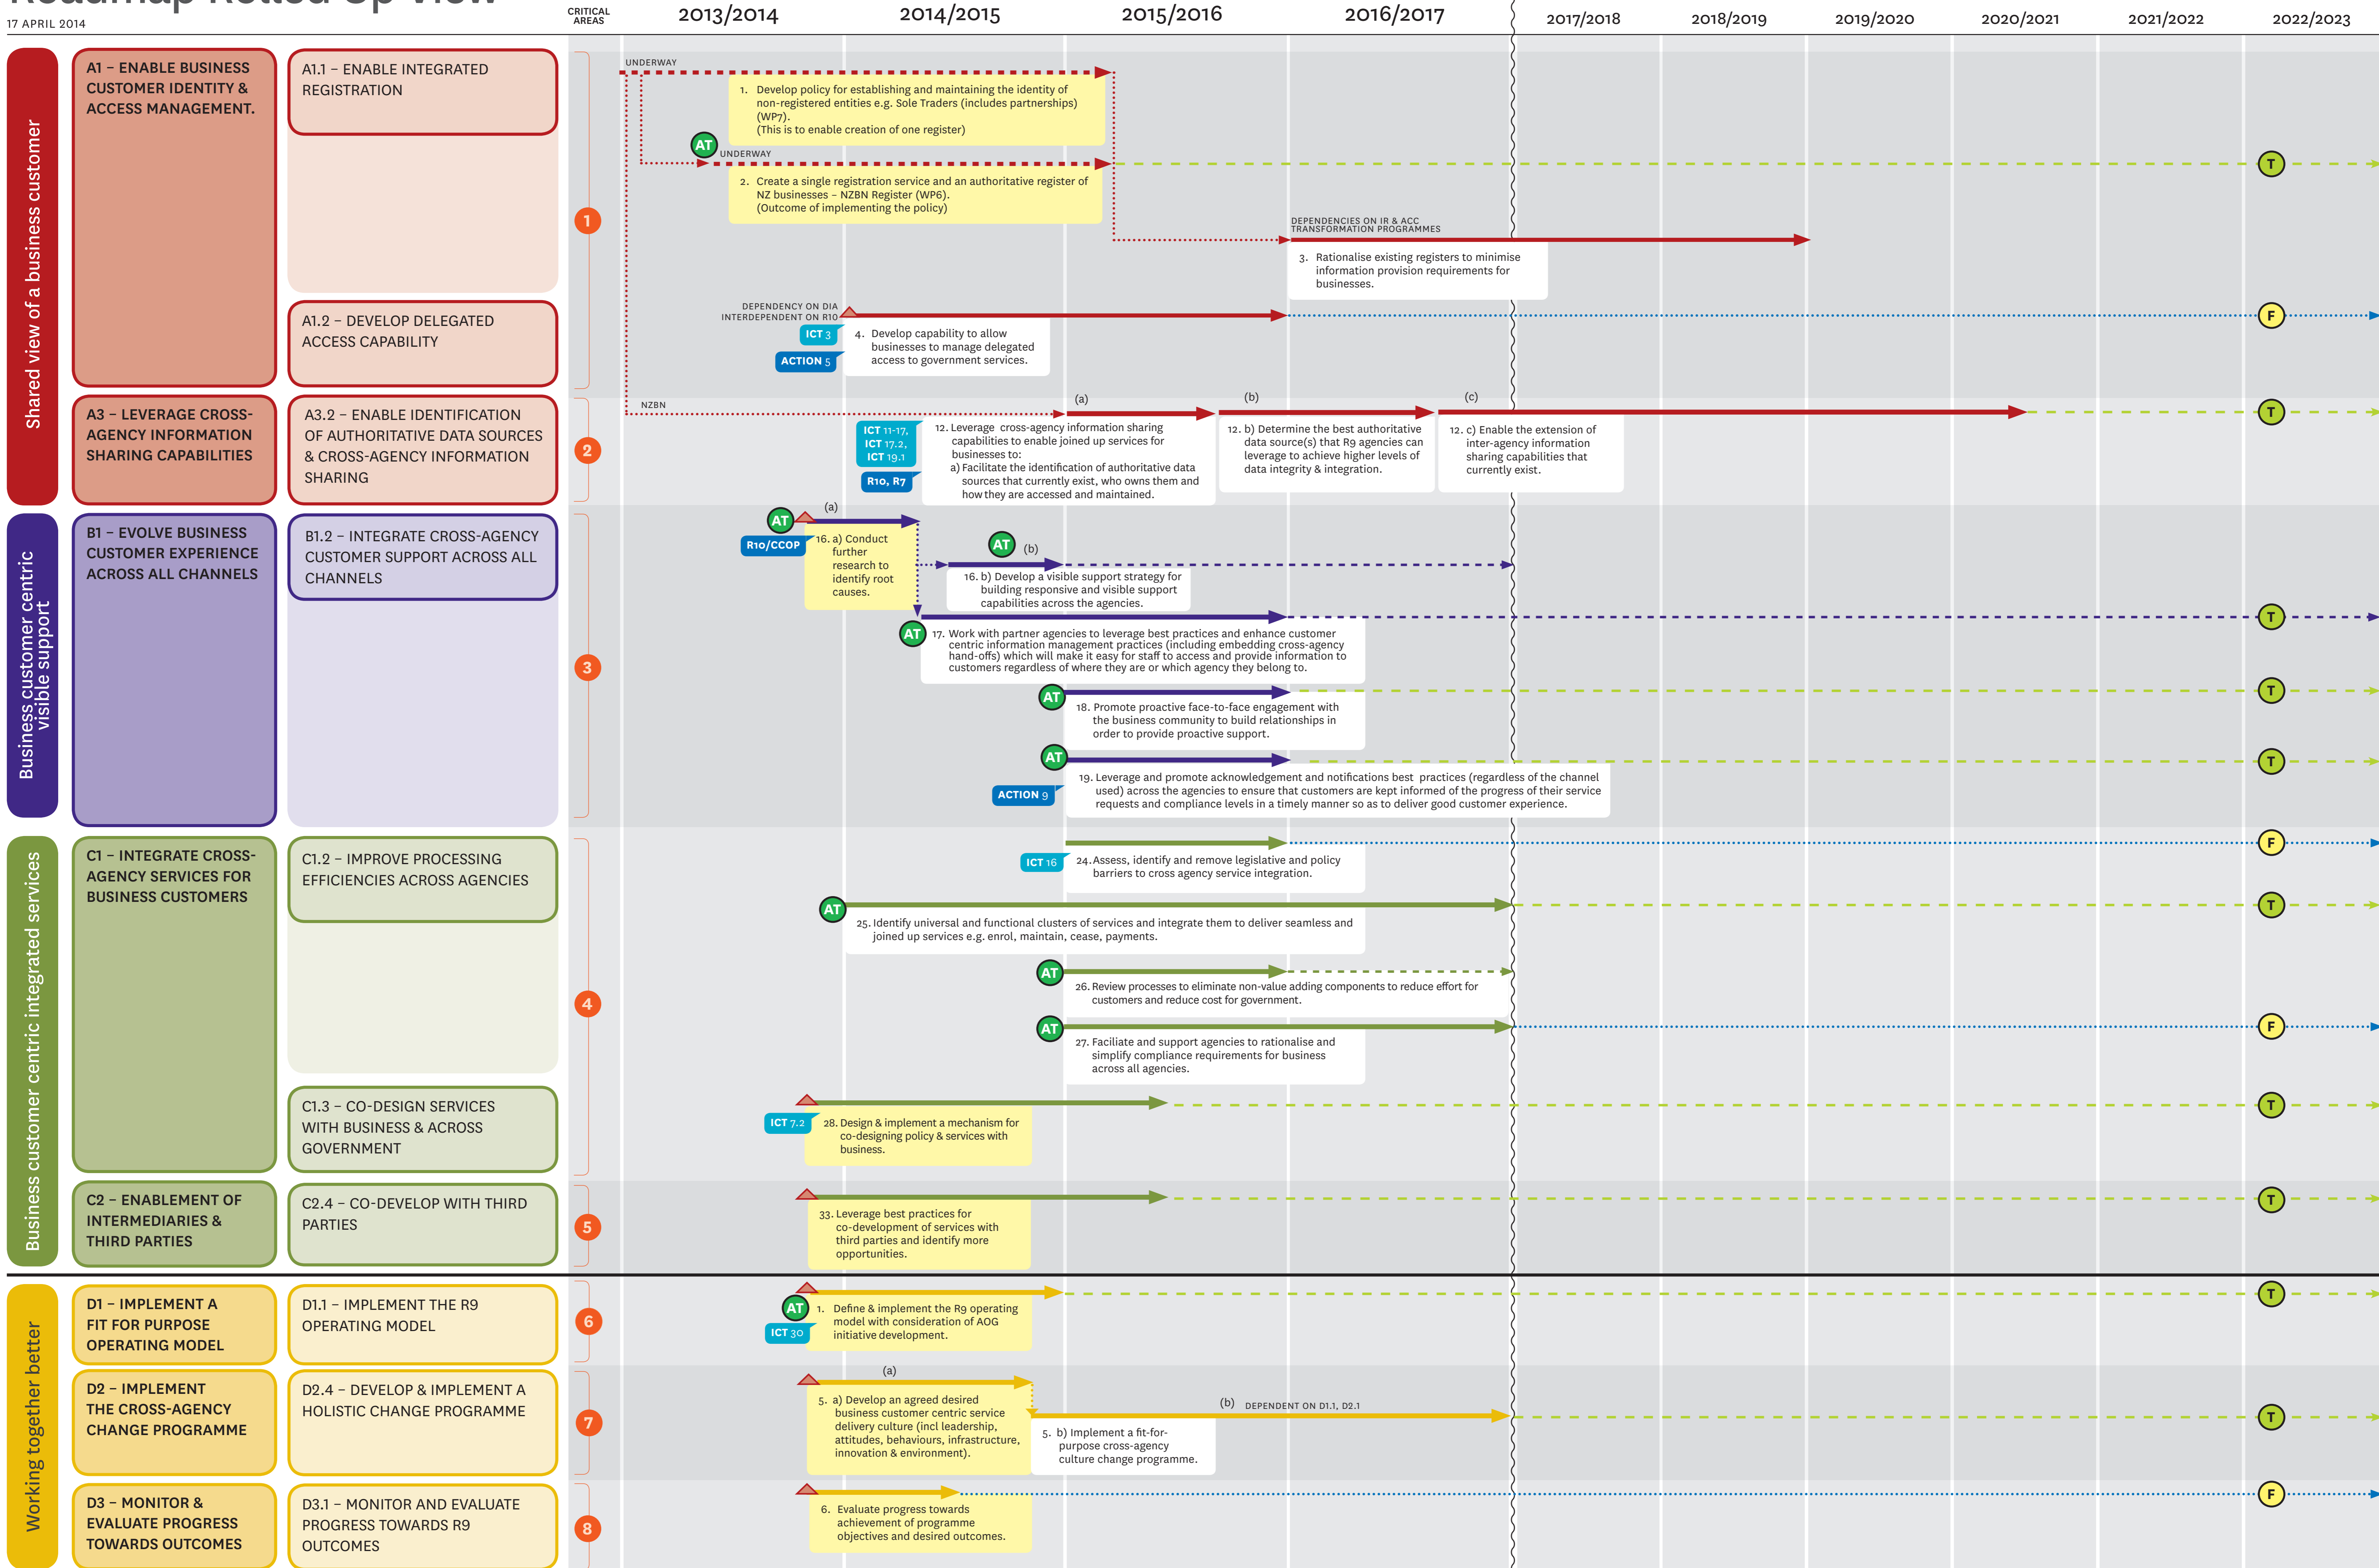 Roadmap Rolled Up View
17 APRIL 2014
CRITICAL
AREAS
2013/2014
2014/2015
2015/2016
2016/2017
2017/2018
2018/2019
2019/2020
2020/2021
2021/2022
2022/2023
Shared view of a business customer
A1 – ENABLE BUSINESS
CUSTOMER IDENTITY &
ACCESS MANAGEMENT.
A1.1 – ENABLE INTEGRATED
REGISTRATION
1
UNDERWAY
1. Develop policy for establishing and maintaining the identity of
non-registered entities e.g. Sole Traders (includes partnerships)
(WP7).
(This is to enable creation of one register)
AT
UNDERWAY
2. Create a single registration service and an authoritative register of
NZ businesses – NZBN Register (WP6).
(Outcome of implementing the policy)
T
DEPENDENCIES ON IR & ACC
TRANSFORMATION PROGRAMMES
3. Rationalise existing registers to minimise
information provision requirements for
businesses.
A1.2 – DEVELOP DELEGATED
ACCESS CAPABILITY
DEPENDENCY ON DIA
INTERDEPENDENT ON R10
ICT 3
ACTION 5
4. Develop capability to allow
businesses to manage delegated
access to government services.
F
A3 – LEVERAGE CROSS-
AGENCY INFORMATION
SHARING CAPABILITIES
A3.2 – ENABLE IDENTIFICATION
OF AUTHORITATIVE DATA SOURCES
& CROSS-AGENCY INFORMATION
SHARING
2
NZBN
(a)
(b)
(c)
ICT 11-17,
ICT 17.2,
ICT 19.1
R10, R7
12. Leverage cross-agency information sharing
capabilities to enable joined up services for
businesses to:
a) Facilitate the identification of authoritative data
sources that currently exist, who owns them and
how they are accessed and maintained.
12. b) Determine the best authoritative
data source(s) that R9 agencies can
leverage to achieve higher levels of
data integrity & integration.
12. c) Enable the extension of
inter-agency information
sharing capabilities that
currently exist.
T
Business customer centric
visible support
B1 – EVOLVE BUSINESS
CUSTOMER EXPERIENCE
ACROSS ALL CHANNELS
B1.2 – INTEGRATE CROSS-AGENCY
CUSTOMER SUPPORT ACROSS ALL
CHANNELS
3
AT
(a)
R10/CCOP
16. a) Conduct
further
research to
identify root
causes.
AT
(b)
16. b) Develop a visible support strategy for
building responsive and visible support
capabilities across the agencies.
AT
17. Work with partner agencies to leverage best practices and enhance customer
centric information management practices (including embedding cross-agency
hand-offs) which will make it easy for staff to access and provide information to
customers regardless of where they are or which agency they belong to.
T
AT
18. Promote proactive face-to-face engagement with
the business community to build relationships in
order to provide proactive support.
T
AT
ACTION 9
19. Leverage and promote acknowledgement and notifications best practices (regardless of the channel
used) across the agencies to ensure that customers are kept informed of the progress of their service
requests and compliance levels in a timely manner so as to deliver good customer experience.
T
Business customer centric integrated services
C1 – INTEGRATE CROSS-
AGENCY SERVICES FOR
BUSINESS CUSTOMERS
C1.2 – IMPROVE PROCESSING
EFFICIENCIES ACROSS AGENCIES
4
ICT 16
24. Assess, identify and remove legislative and policy
barriers to cross agency service integration.
F
AT
25. Identify universal and functional clusters of services and integrate them to deliver seamless and
joined up services e.g. enrol, maintain, cease, payments.
T
AT
26. Review processes to eliminate non-value adding components to reduce effort for
customers and reduce cost for government.
AT
27. Faciliate and support agencies to rationalise and
simplify compliance requirements for business
across all agencies.
F
C1.3 – CO-DESIGN SERVICES
WITH BUSINESS & ACROSS
GOVERNMENT
ICT 7.2
28. Design & implement a mechanism for
co-designing policy & services with
business.
T
C2 – ENABLEMENT OF
INTERMEDIARIES &
THIRD PARTIES
C2.4 – CO-DEVELOP WITH THIRD
PARTIES
5
33. Leverage best practices for
co-development of services with
third parties and identify more
opportunities.
T
Working together better
D1 – IMPLEMENT A
FIT FOR PURPOSE
OPERATING MODEL
D1.1 – IMPLEMENT THE R9
OPERATING MODEL
6
AT
ICT 30
1. Define & implement the R9 operating
model with consideration of AOG
initiative development.
T
D2 – IMPLEMENT
THE CROSS-AGENCY
CHANGE PROGRAMME
D2.4 – DEVELOP & IMPLEMENT A
HOLISTIC CHANGE PROGRAMME
7
(a)
5. a) Develop an agreed desired
business customer centric service
delivery culture (incl leadership,
attitudes, behaviours, infrastructure,
innovation & environment).
(b) DEPENDENT ON D1.1, D2.1
5. b) Implement a fit-for-
purpose cross-agency
culture change programme.
T
D3 – MONITOR &
EVALUATE PROGRESS
TOWARDS OUTCOMES
D3.1 – MONITOR AND EVALUATE
PROGRESS TOWARDS R9
OUTCOMES
8
6. Evaluate progress towards
achievement of programme
objectives and desired outcomes.
F